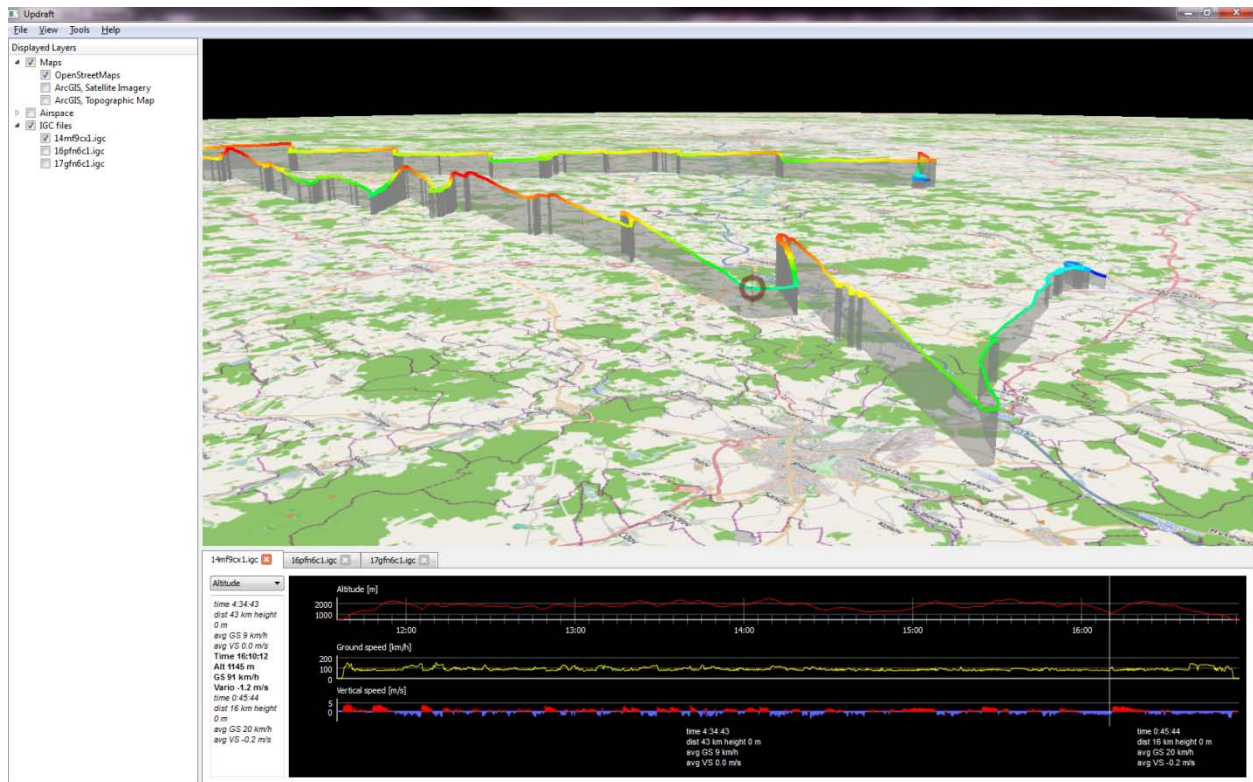 Updraft
File View Tools Help
Displayed Layers
Maps
OpenStreetMaps
ArcGIS, Satellite Imagery
ArcGIS, Topographic Map
Airspace
IGC files
14mf9cx1.igc
16pfn6c1.igc
17gfn6c1.igc
14mf9cx1.igc 16pfn6c1.igc 17gfn6c1.igc
Altitude
time 4:34:43
dist 43 km height
0 m
avg GS 9 km/h
avg VS 0.0 m/s
Time 16:10:12
Alt 1145 m
GS 91 km/h
Vario -1.2 m/s
time 0:45:44
dist 16 km height
0 m
avg GS 20 km/h
avg VS -0.2 m/s
Altitude [m]
2000
1000
12:00 13:00 14:00 15:00 16:00
Ground speed [km/h]
200
100
0
Vertical speed [m/s]
5
0
time 4:34:43
dist 43 km height 0 m
avg GS 9 km/h
avg VS 0.0 m/s
time 0:45:44
dist 16 km height 0 m
avg GS 20 km/h
avg VS -0.2 m/s